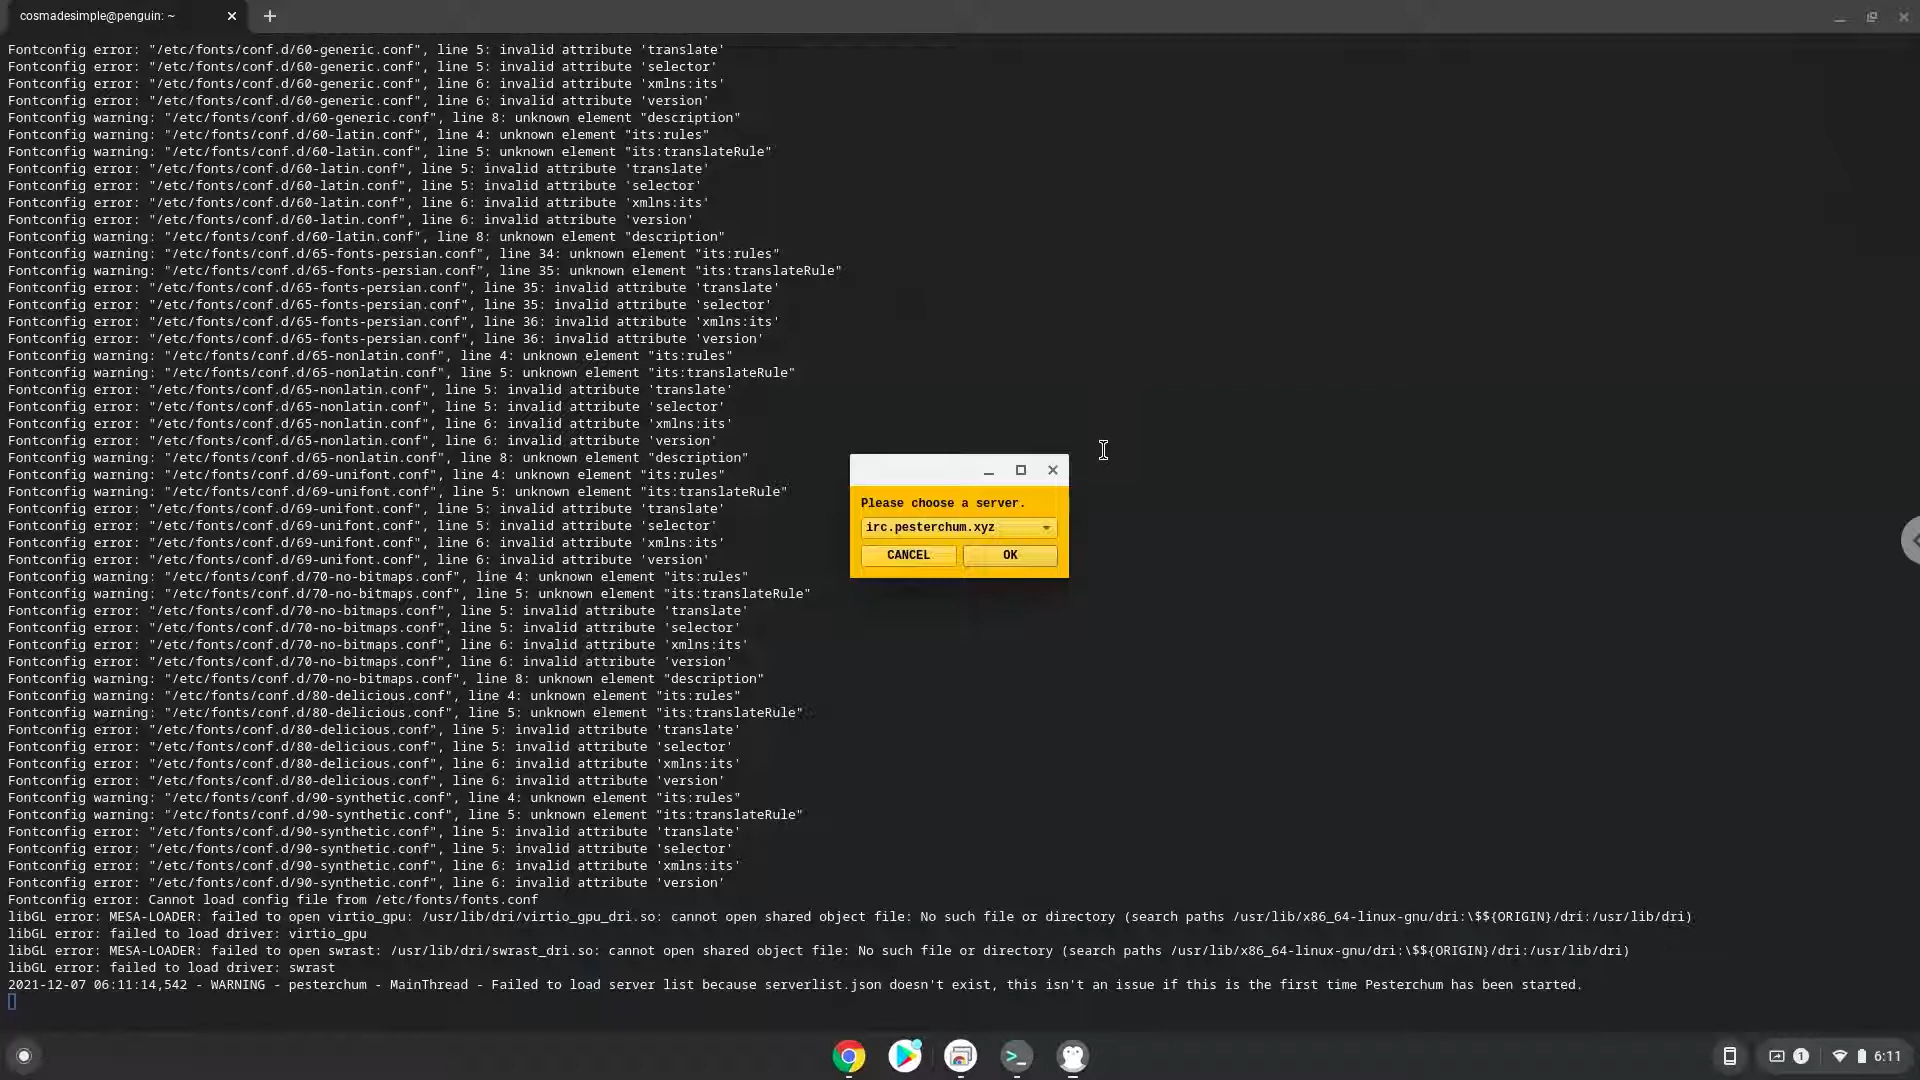 cosmadesimple@penguin: ~
Fontconfig error: "/etc/fonts/conf.d/60-generic.conf", line 5: invalid attribute 'translate'
Fontconfig error: "/etc/fonts/conf.d/60-generic.conf", line 5: invalid attribute 'selector'
Fontconfig error: "/etc/fonts/conf.d/60-generic.conf", line 6: invalid attribute 'xmlns:its'
Fontconfig error: "/etc/fonts/conf.d/60-generic.conf", line 6: invalid attribute 'version'
Fontconfig warning: "/etc/fonts/conf.d/60-generic.conf", line 8: unknown element "description"
Fontconfig warning: "/etc/fonts/conf.d/60-latin.conf", line 4: unknown element "its:rules"
Fontconfig warning: "/etc/fonts/conf.d/60-latin.conf", line 5: unknown element "its:translateRule"
Fontconfig error: "/etc/fonts/conf.d/60-latin.conf", line 5: invalid attribute 'translate'
Fontconfig error: "/etc/fonts/conf.d/60-latin.conf", line 5: invalid attribute 'selector'
Fontconfig error: "/etc/fonts/conf.d/60-latin.conf", line 6: invalid attribute 'xmlns:its'
Fontconfig error: "/etc/fonts/conf.d/60-latin.conf", line 6: invalid attribute 'version'
Fontconfig warning: "/etc/fonts/conf.d/60-latin.conf", line 8: unknown element "description"
Fontconfig warning: "/etc/fonts/conf.d/65-fonts-persian.conf", line 34: unknown element "its:rules"
Fontconfig warning: "/etc/fonts/conf.d/65-fonts-persian.conf", line 35: unknown element "its:translateRule"
Fontconfig error: "/etc/fonts/conf.d/65-fonts-persian.conf", line 35: invalid attribute 'translate'
Fontconfig error: "/etc/fonts/conf.d/65-fonts-persian.conf", line 35: invalid attribute 'selector'
Fontconfig error: "/etc/fonts/conf.d/65-fonts-persian.conf", line 36: invalid attribute 'xmlns:its'
Fontconfig error: "/etc/fonts/conf.d/65-fonts-persian.conf", line 36: invalid attribute 'version'
Fontconfig warning: "/etc/fonts/conf.d/65-nonlatin.conf", line 4: unknown element "its:rules"
Fontconfig warning: "/etc/fonts/conf.d/65-nonlatin.conf", line 5: unknown element "its:translateRule"
Fontconfig error: "/etc/fonts/conf.d/65-nonlatin.conf", line 5: invalid attribute 'translate'
Fontconfig error: "/etc/fonts/conf.d/65-nonlatin.conf", line 5: invalid attribute 'selector'
Fontconfig error: "/etc/fonts/conf.d/65-nonlatin.conf", line 6: invalid attribute 'xmlns:its'
Fontconfig error: "/etc/fonts/conf.d/65-nonlatin.conf", line 6: invalid attribute 'version'
Fontconfig warning: "/etc/fonts/conf.d/65-nonlatin.conf", line 8: unknown element "description"
Fontconfig warning: "/etc/fonts/conf.d/69-unifont.conf", line 4: unknown element "its:rules"
Fontconfig warning: "/etc/fonts/conf.d/69-unifont.conf", line 5: unknown element "its:translateRule"
Fontconfig error: "/etc/fonts/conf.d/69-unifont.conf", line 5: invalid attribute 'translate'
Fontconfig error: "/etc/fonts/conf.d/69-unifont.conf", line 5: invalid attribute 'selector'
Fontconfig error: "/etc/fonts/conf.d/69-unifont.conf", line 6: invalid attribute 'xmlns:its'
Fontconfig error: "/etc/fonts/conf.d/69-unifont.conf", line 6: invalid attribute 'version'
Fontconfig warning: "/etc/fonts/conf.d/70-no-bitmaps.conf", line 4: unknown element "its:rules"
Fontconfig warning: "/etc/fonts/conf.d/70-no-bitmaps.conf", line 5: unknown element "its:translateRule"
Fontconfig error: "/etc/fonts/conf.d/70-no-bitmaps.conf", line 5: invalid attribute 'translate'
Fontconfig error: "/etc/fonts/conf.d/70-no-bitmaps.conf", line 5: invalid attribute 'selector'
Fontconfig error: "/etc/fonts/conf.d/70-no-bitmaps.conf", line 6: invalid attribute 'xmlns:its'
Fontconfig error: "/etc/fonts/conf.d/70-no-bitmaps.conf", line 6: invalid attribute 'version'
Fontconfig warning: "/etc/fonts/conf.d/70-no-bitmaps.conf", line 8: unknown element "description"
Fontconfig warning: "/etc/fonts/conf.d/80-delicious.conf", line 4: unknown element "its:rules"
Fontconfig warning: "/etc/fonts/conf.d/80-delicious.conf", line 5: unknown element "its:translateRule"
Fontconfig error: "/etc/fonts/conf.d/80-delicious.conf", line 5: invalid attribute 'translate'
Fontconfig error: "/etc/fonts/conf.d/80-delicious.conf", line 5: invalid attribute 'selector'
Fontconfig error: "/etc/fonts/conf.d/80-delicious.conf", line 6: invalid attribute 'xmlns:its'
Fontconfig error: "/etc/fonts/conf.d/80-delicious.conf", line 6: invalid attribute 'version'
Fontconfig warning: "/etc/fonts/conf.d/90-synthetic.conf", line 4: unknown element "its:rules"
Fontconfig warning: "/etc/fonts/conf.d/90-synthetic.conf", line 5: unknown element "its:translateRule"
Fontconfig error: "/etc/fonts/conf.d/90-synthetic.conf", line 5: invalid attribute 'translate'
Fontconfig error: "/etc/fonts/conf.d/90-synthetic.conf", line 5: invalid attribute 'selector'
Fontconfig error: "/etc/fonts/conf.d/90-synthetic.conf", line 6: invalid attribute 'xmlns:its'
Fontconfig error: "/etc/fonts/conf.d/90-synthetic.conf", line 6: invalid attribute 'version'
Fontconfig error: Cannot load config file from /etc/fonts/fonts.conf
libGL error: MESA-LOADER: failed to open virtio_gpu: /usr/lib/dri/virtio_gpu_dri.so: cannot open shared object file: No such file or directory (search paths /usr/lib/x86_64-linux-gnu/dri:\$${ORIGIN}/dri:/usr/lib/dri)
libGL error: failed to load driver: virtio_gpu
libGL error: MESA-LOADER: failed to open swrast: /usr/lib/dri/swrast_dri.so: cannot open shared object file: No such file or directory (search paths /usr/lib/x86_64-linux-gnu/dri:\$${ORIGIN}/dri:/usr/lib/dri)
libGL error: failed to load driver: swrast
2021-12-07 06:11:14,542 - WARNING - pesterchum - MainThread - Failed to load server list because serverlist.json doesn't exist, this isn't an issue if this is the first time Pesterchum has been started.
Please choose a server.
irc.pesterchum.xyz
CANCEL OK
1 6:11